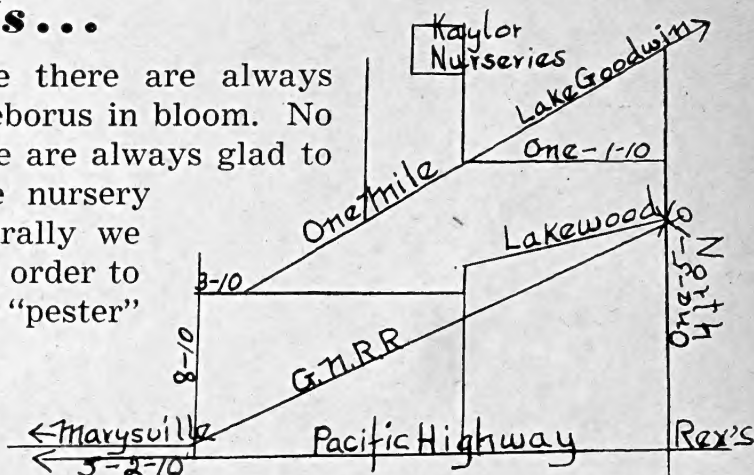 s...
e there are always
eborus in bloom. No
e are always glad to
e nursery
rally we
order to
"pester"
Kaylor
Nurseries
Lake Goodwin
One-1-10
One mile
Lakewood
3-10
One-5-10
North
8-10
G.N.R.R
←Marysville
Pacific Highway
Rex's
5-2-10